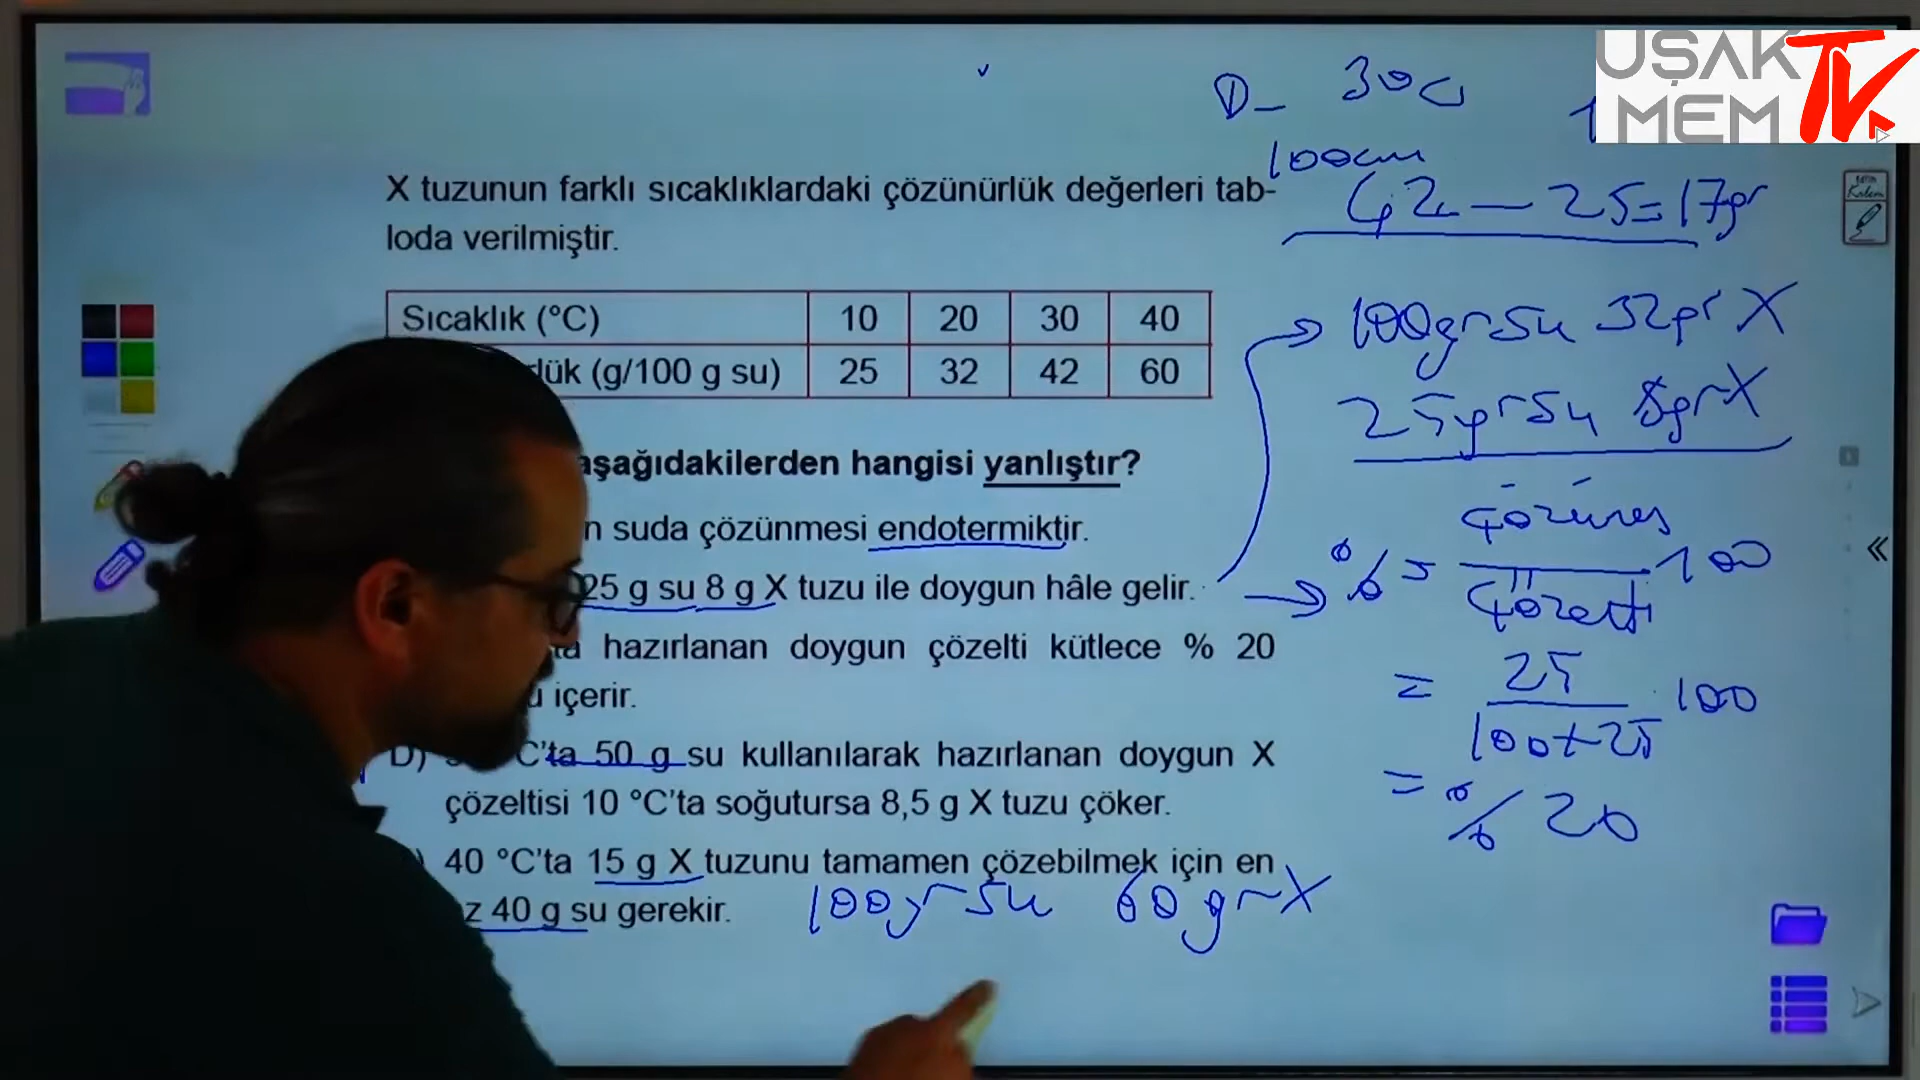 UŞAK
MEM TV
X tuzunun farklı sıcaklıklardaki çözünürlük değerleri tab-
loda verilmiştir.
Sıcaklık (°C) 10 20 30 40
lük (g/100 g su) 25 32 42 60
aşağıdakilerden hangisi yanlıştır?
n suda çözünmesi endotermiktir.
25 g su 8 g X tuzu ile doygun hâle gelir.
hazırlanan doygun çözelti kütlece % 20
içerir.
D) C'ta 50 g su kullanılarak hazırlanan doygun X
çözeltisi 10 °C'ta soğutursa 8,5 g X tuzu çöker.
40 °C'ta 15 g X tuzunu tamamen çözebilmek için en
z 40 g su gerekir.
100gr su 60 gr X
D- 30C
42 - 25 = 17gr
100gr su 32gr X
25gr su 8gr X
% = çözünen / çözelti 100
= 25 / 100+25 . 100
= % 20